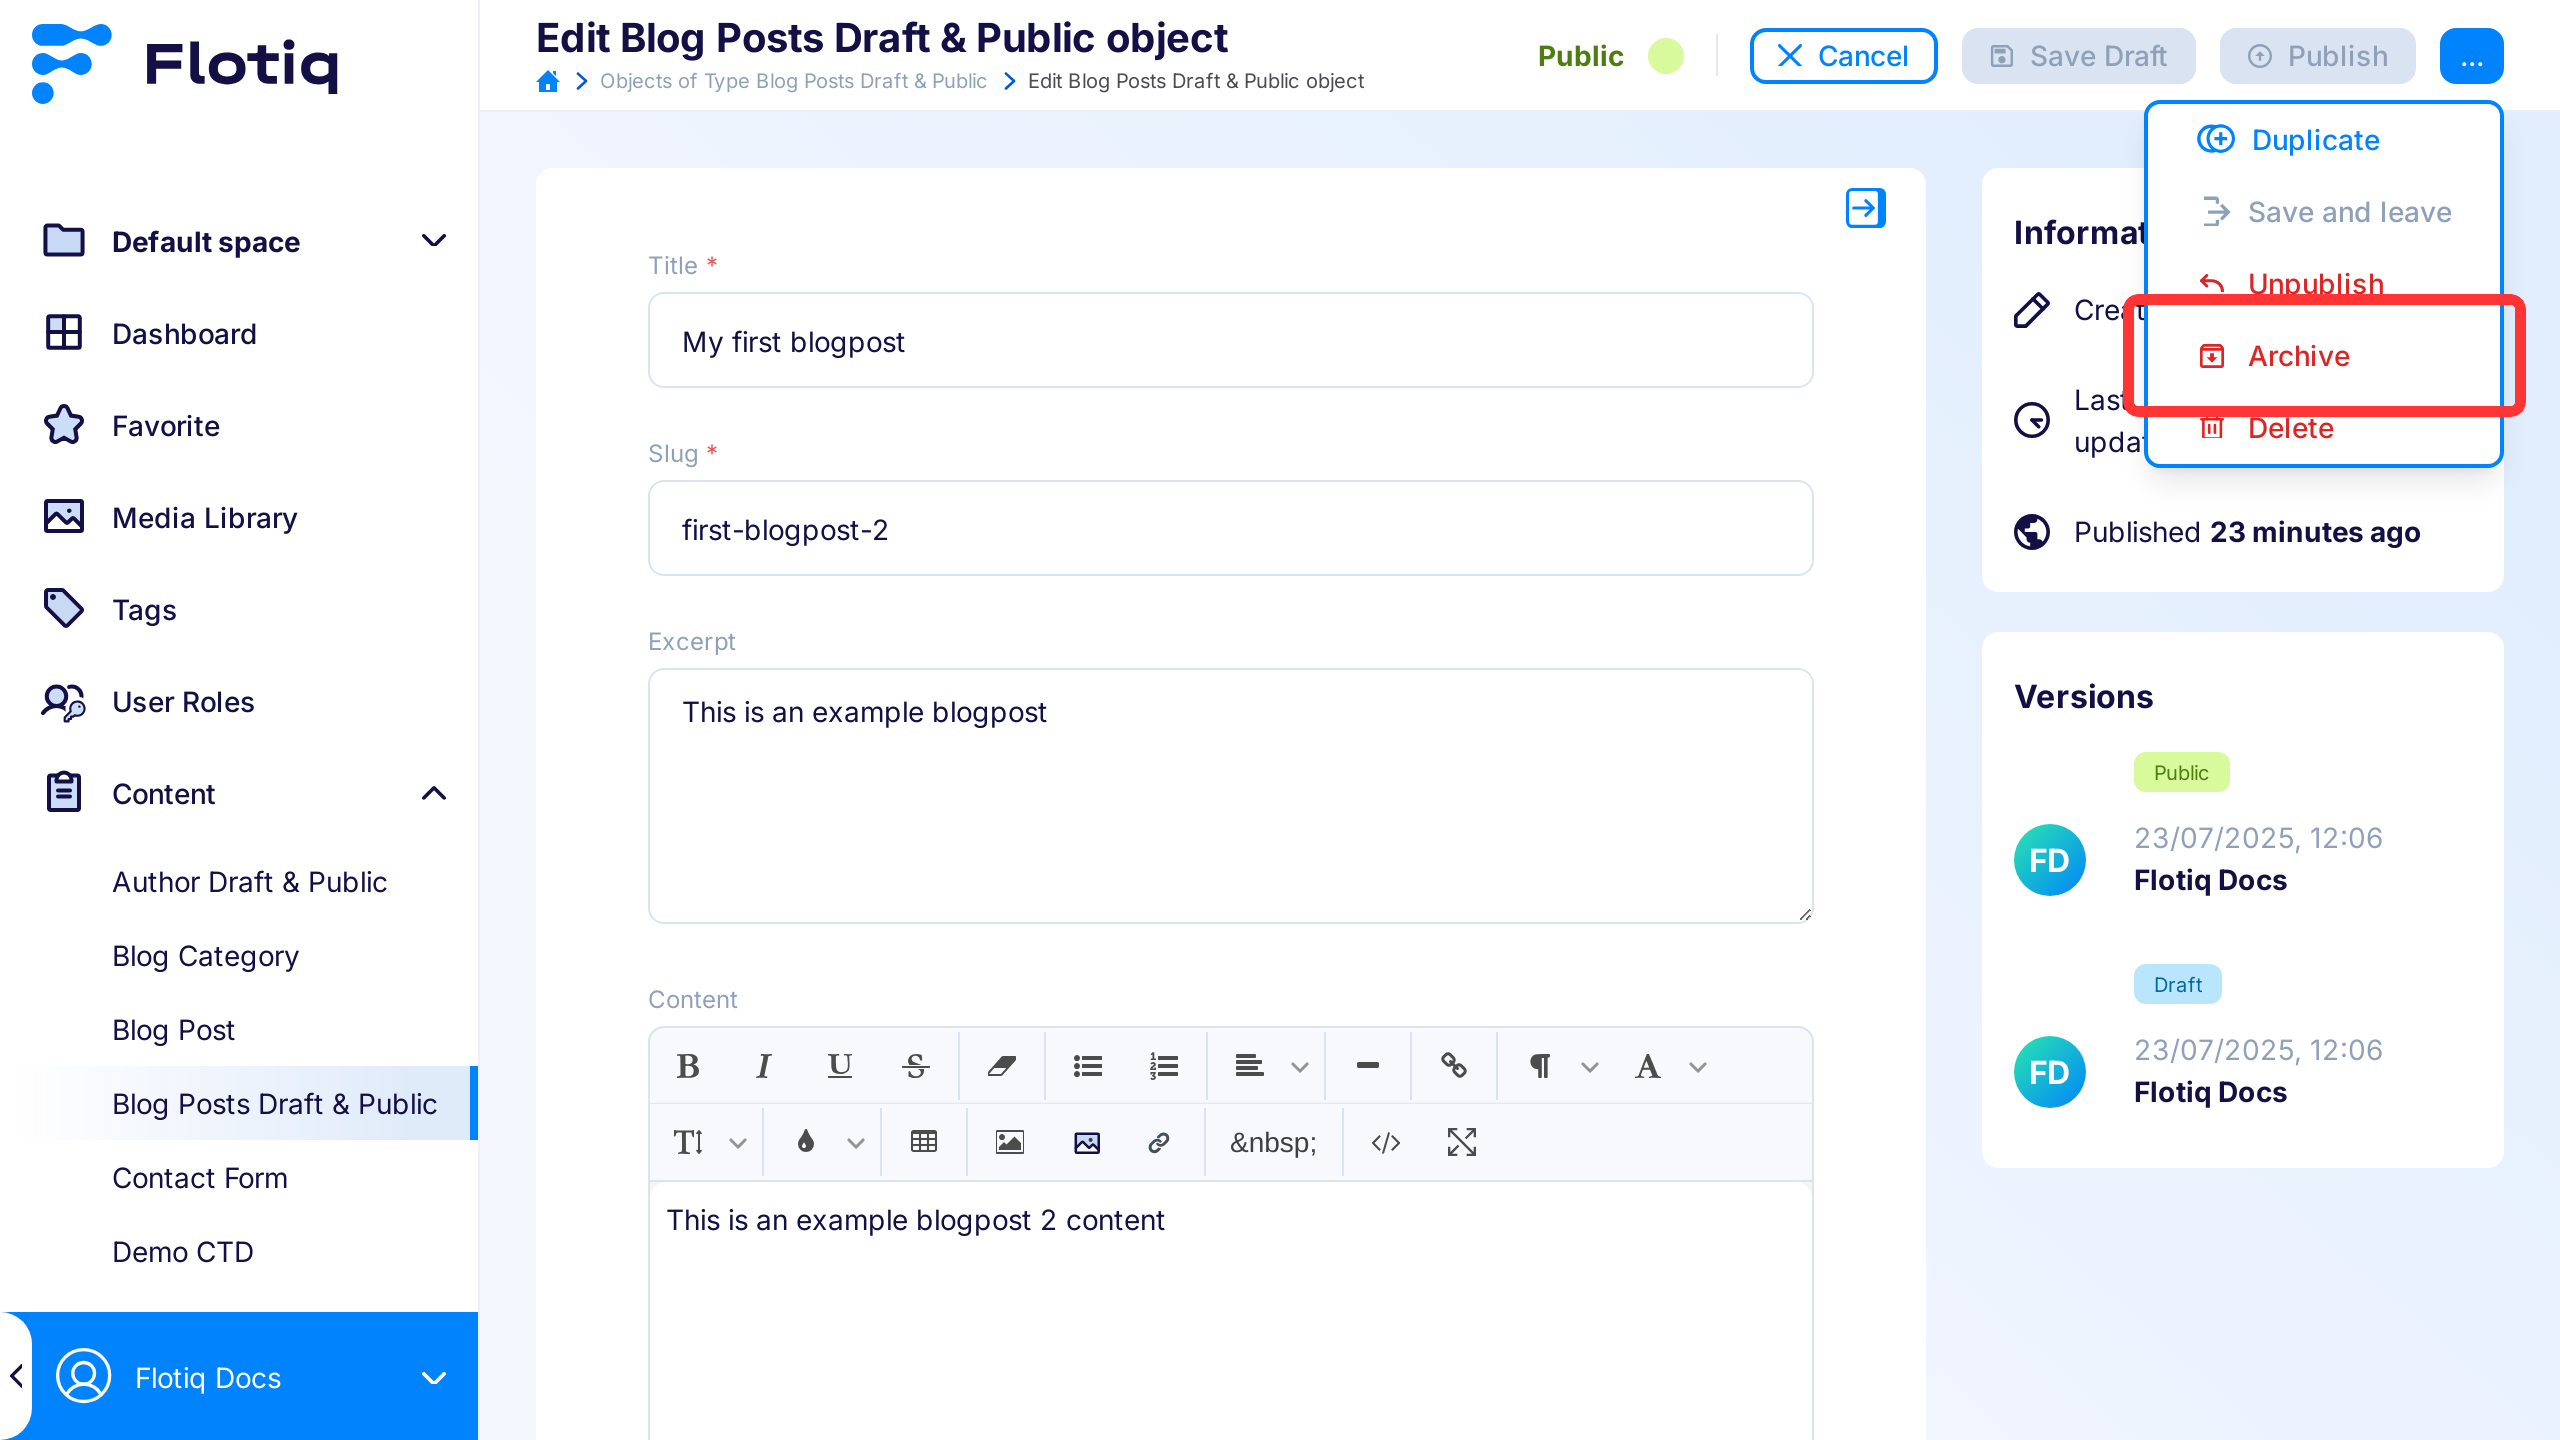 Flotiq
Default space
Dashboard
Favorite
Media Library
Tags
User Roles
Content
Author Draft & Public
Blog Category
Blog Post
Blog Posts Draft & Public
Contact Form
Demo CTD
Flotiq Docs
Edit Blog Posts Draft & Public object
Objects of Type Blog Posts Draft & Public
Edit Blog Posts Draft & Public object
Public
Cancel
Save Draft
Publish
...
Duplicate
Save and leave
Unpublish
Archive
Delete
Title *
My first blogpost
Slug *
first-blogpost-2
Excerpt
This is an example blogpost
Content
&nbsp;
This is an example blogpost 2 content
Published 23 minutes ago
Versions
Public
23/07/2025, 12:06
FD
Flotiq Docs
Draft
23/07/2025, 12:06
FD
Flotiq Docs